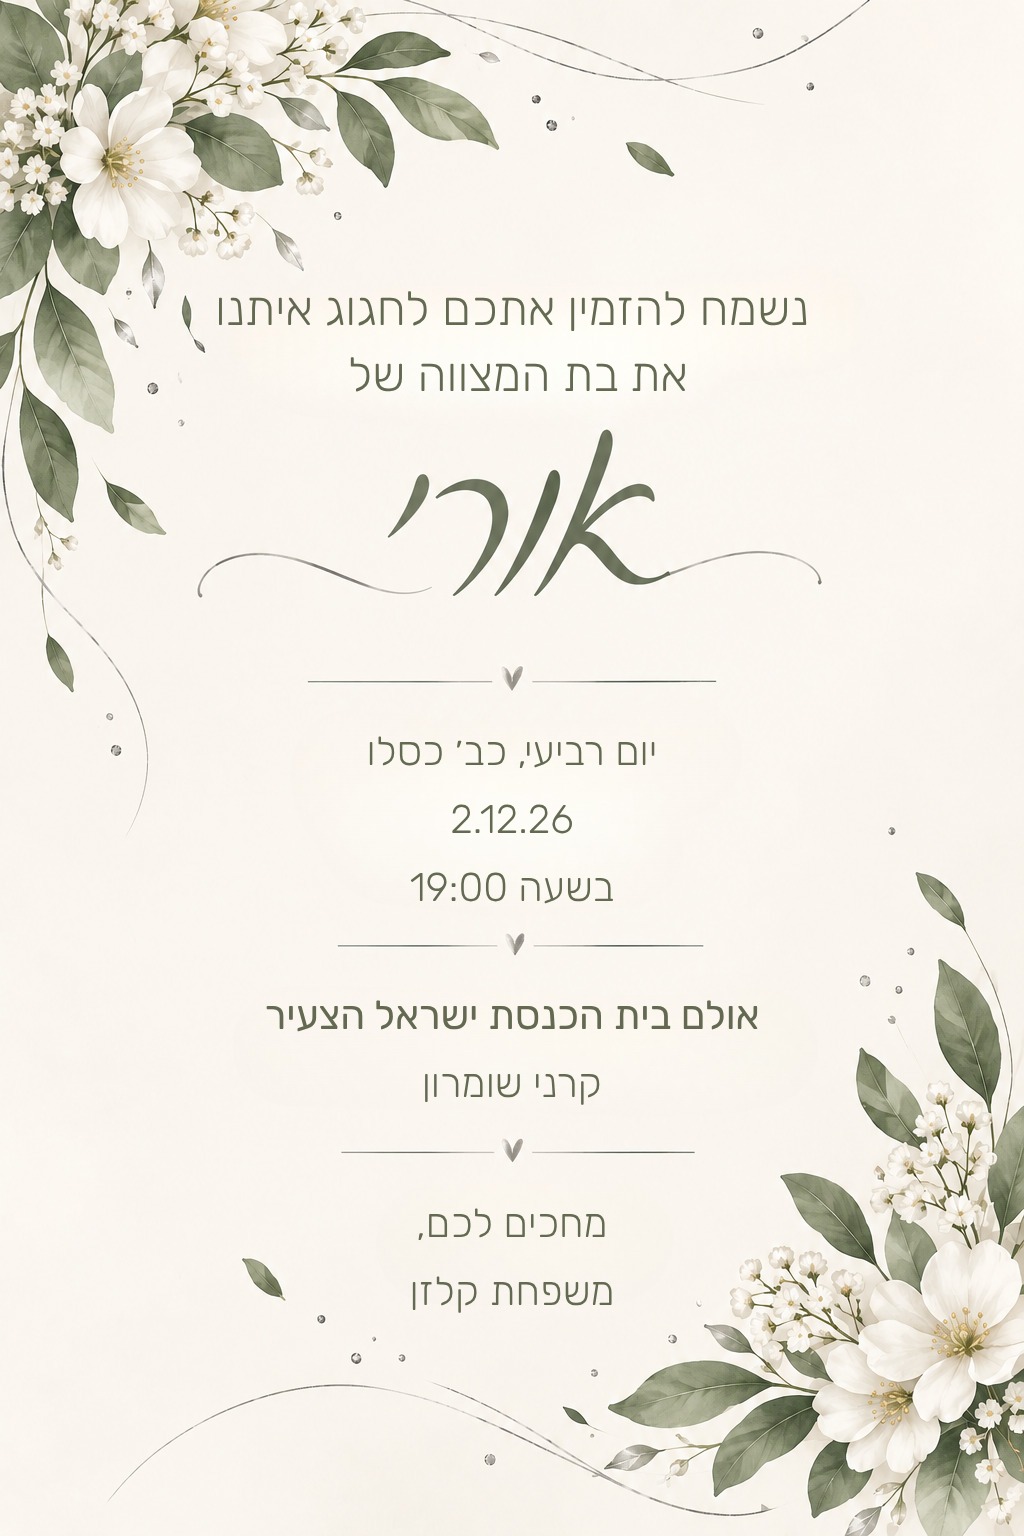 נשמח להזמין אתכם לחגוג איתנו
את בת המצווה של
אורי
יום רביעי, כב׳ כסלו
2.12.26
בשעה 19:00
אולם בית הכנסת ישראל הצעיר
קרני שומרון
מחכים לכם,
משפחת קלזן